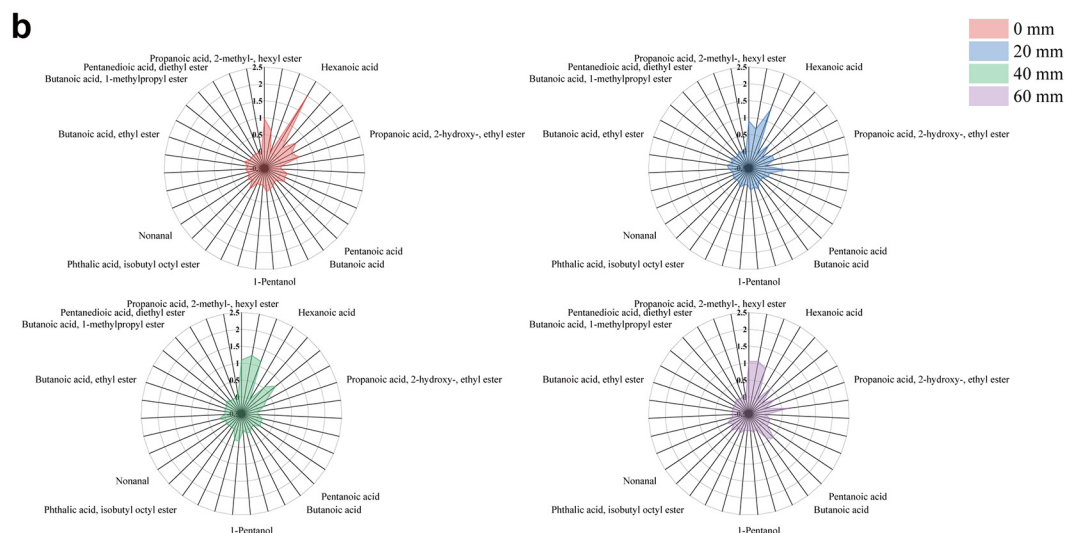 b
0 mm
20 mm
40 mm
60 mm
Propanoic acid, 2-methyl-, hexyl ester
Pentanedioic acid, diethyl ester
Butanoic acid, 1-methylpropyl ester
Hexanoic acid
2.5
2
1.5
1
0.5
0
Butanoic acid, ethyl ester
Propanoic acid, 2-hydroxy-, ethyl ester
Nonanal
Phthalic acid, isobutyl octyl ester
Pentanoic acid
Butanoic acid
1-Pentanol
Propanoic acid, 2-methyl-, hexyl ester
Pentanedioic acid, diethyl ester
Butanoic acid, 1-methylpropyl ester
Hexanoic acid
2.5
2
1.5
1
0.5
0
Butanoic acid, ethyl ester
Propanoic acid, 2-hydroxy-, ethyl ester
Nonanal
Phthalic acid, isobutyl octyl ester
Pentanoic acid
Butanoic acid
1-Pentanol
Propanoic acid, 2-methyl-, hexyl ester
Pentanedioic acid, diethyl ester
Butanoic acid, 1-methylpropyl ester
Hexanoic acid
2.5
2
1.5
1
0.5
0
Butanoic acid, ethyl ester
Propanoic acid, 2-hydroxy-, ethyl ester
Nonanal
Phthalic acid, isobutyl octyl ester
Pentanoic acid
Butanoic acid
1-Pentanol
Propanoic acid, 2-methyl-, hexyl ester
Pentanedioic acid, diethyl ester
Butanoic acid, 1-methylpropyl ester
Hexanoic acid
2.5
2
1.5
1
0.5
0
Butanoic acid, ethyl ester
Propanoic acid, 2-hydroxy-, ethyl ester
Nonanal
Phthalic acid, isobutyl octyl ester
Pentanoic acid
Butanoic acid
1-Pentanol